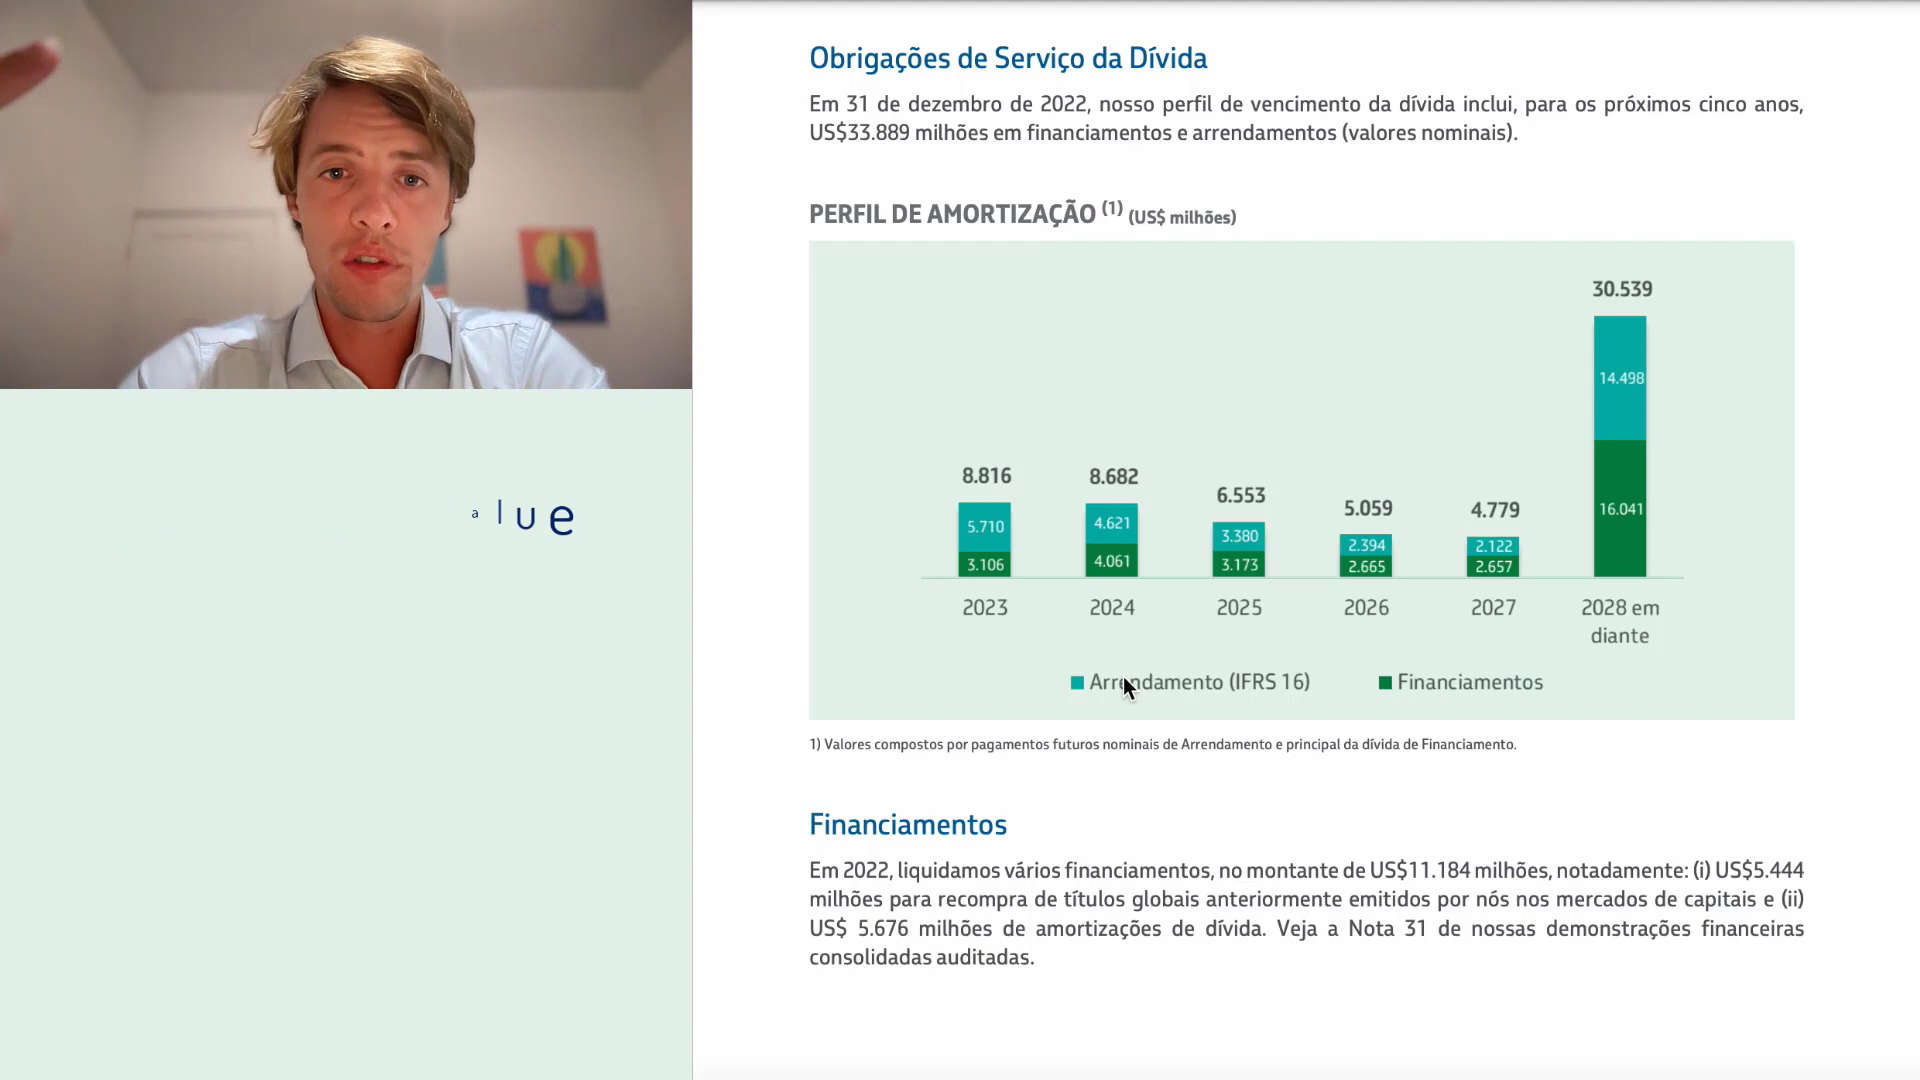 a l u e
Obrigações de Serviço da Dívida
Em 31 de dezembro de 2022, nosso perfil de vencimento da dívida inclui, para os próximos cinco anos,
US$33.889 milhões em financiamentos e arrendamentos (valores nominais).
PERFIL DE AMORTIZAÇÃO (1) (US$ milhões)
30.539
14.498
8.816
8.682
6.553
5.059
4.779
16.041
5.710
4.621
3.380
2.394
2.122
3.106
4.061
3.173
2.665
2.657
2023
2024
2025
2026
2027
2028 em
diante
Arrendamento (IFRS 16)
Financiamentos
1) Valores compostos por pagamentos futuros nominais de Arrendamento e principal da dívida de Financiamento.
Financiamentos
Em 2022, liquidamos vários financiamentos, no montante de US$11.184 milhões, notadamente: (i) US$5.444
milhões para recompra de títulos globais anteriormente emitidos por nós nos mercados de capitais e (ii)
US$ 5.676 milhões de amortizações de dívida. Veja a Nota 31 de nossas demonstrações financeiras
consolidadas auditadas.